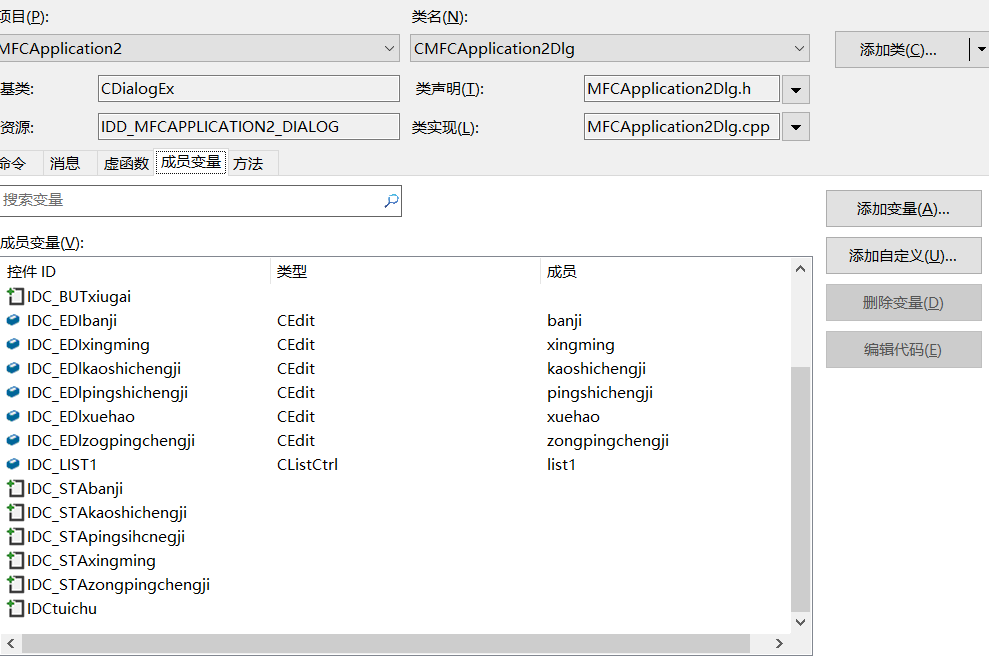 项目(P): 类名(N):
MFCApplication2 CMFCApplication2Dlg 添加类(C)...
基类: CDialogEx 类声明(T): MFCApplication2Dlg.h
资源: IDD_MFCAPPLICATION2_DIALOG 类实现(L): MFCApplication2Dlg.cpp
命令 消息 虚函数 成员变量 方法
搜索变量 添加变量(A)...
成员变量(V): 添加自定义(U)...
控件 ID 类型 成员 删除变量(D)
IDC_BUTxiugai
IDC_EDIbanji CEdit banji
IDC_EDIxingming CEdit xingming 编辑代码(E)
IDC_EDlkaoshichengji CEdit kaoshichengji
IDC_EDlpingshichengji CEdit pingshichengji
IDC_EDlxuehao CEdit xuehao
IDC_EDlzogpingchengji CEdit zongpingchengji
IDC_LIST1 CListCtrl list1
IDC_STAbanji
IDC_STAkaoshichengji
IDC_STApingsihcnegji
IDC_STAxingming
IDC_STAzongpingchengji
IDCtuichu